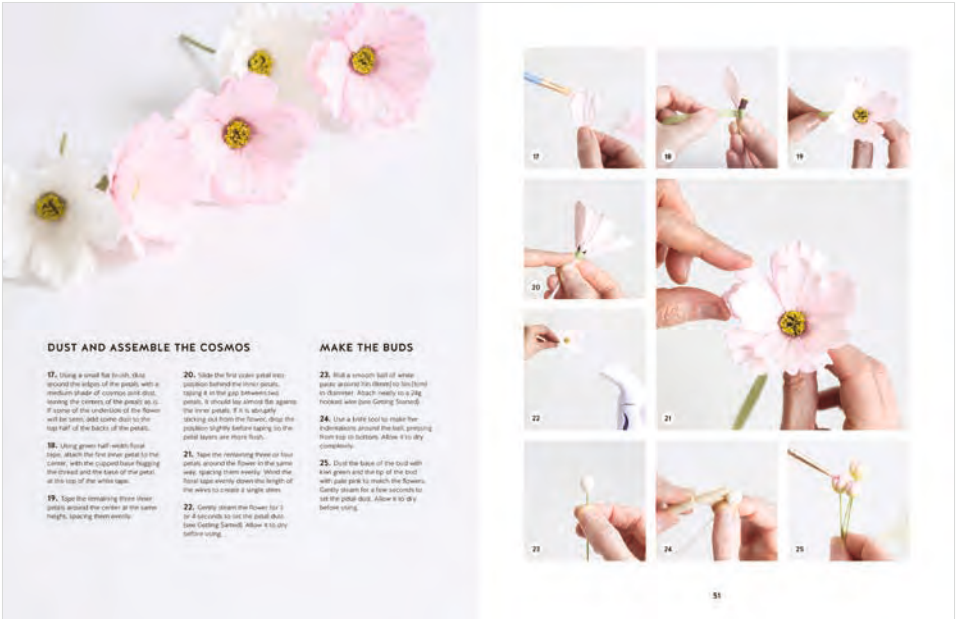 DUST AND ASSEMBLE THE COSMOS
17. Using a small flat brush, dust
around the edges of the petals with a
medium shade of cosmos pink dust,
leaving the centers of the petals as is.
If some of the underside of the flower
will be seen, add some dust to the
top half of the backs of the petals.
18. Using green half-width floral
tape, attach the first inner petal to the
center, with the cupped base hugging
the thread and the base of the petal
at the top of the white tape.
19. Tape the remaining three inner
petals around the center at the same
height, spacing them evenly.
20. Slide the first outer petal into
position behind the inner petals,
taping it in the gap between two
petals. It should lay almost flat against
the inner petals. If it is abruptly
sticking out from the flower, drop the
position slightly before taping so the
petal layers are more flush.
21. Tape the remaining three or four
petals around the flower in the same
way, spacing them evenly. Wind the
floral tape evenly down the length of
the wires to create a single stem.
22. Gently steam the flower for 3
or 4 seconds to set the petal dust
(see Getting Started). Allow it to dry
before using.
MAKE THE BUDS
23. Roll a smooth ball of white
paste around
in diameter. Attach neatly to a 24g
hooked wire (see Getting Started).
24. Use a knife tool to make five
indentations around the ball, pressing
from top to bottom. Allow it to dry
completely.
25. Dust the base of the bud with
kiwi green and the tip of the bud
with pale pink to match the flowers.
Gently steam for a few seconds to
set the petal dust. Allow it to dry
before using.
17
18
19
20
22
21
23
24
25
51